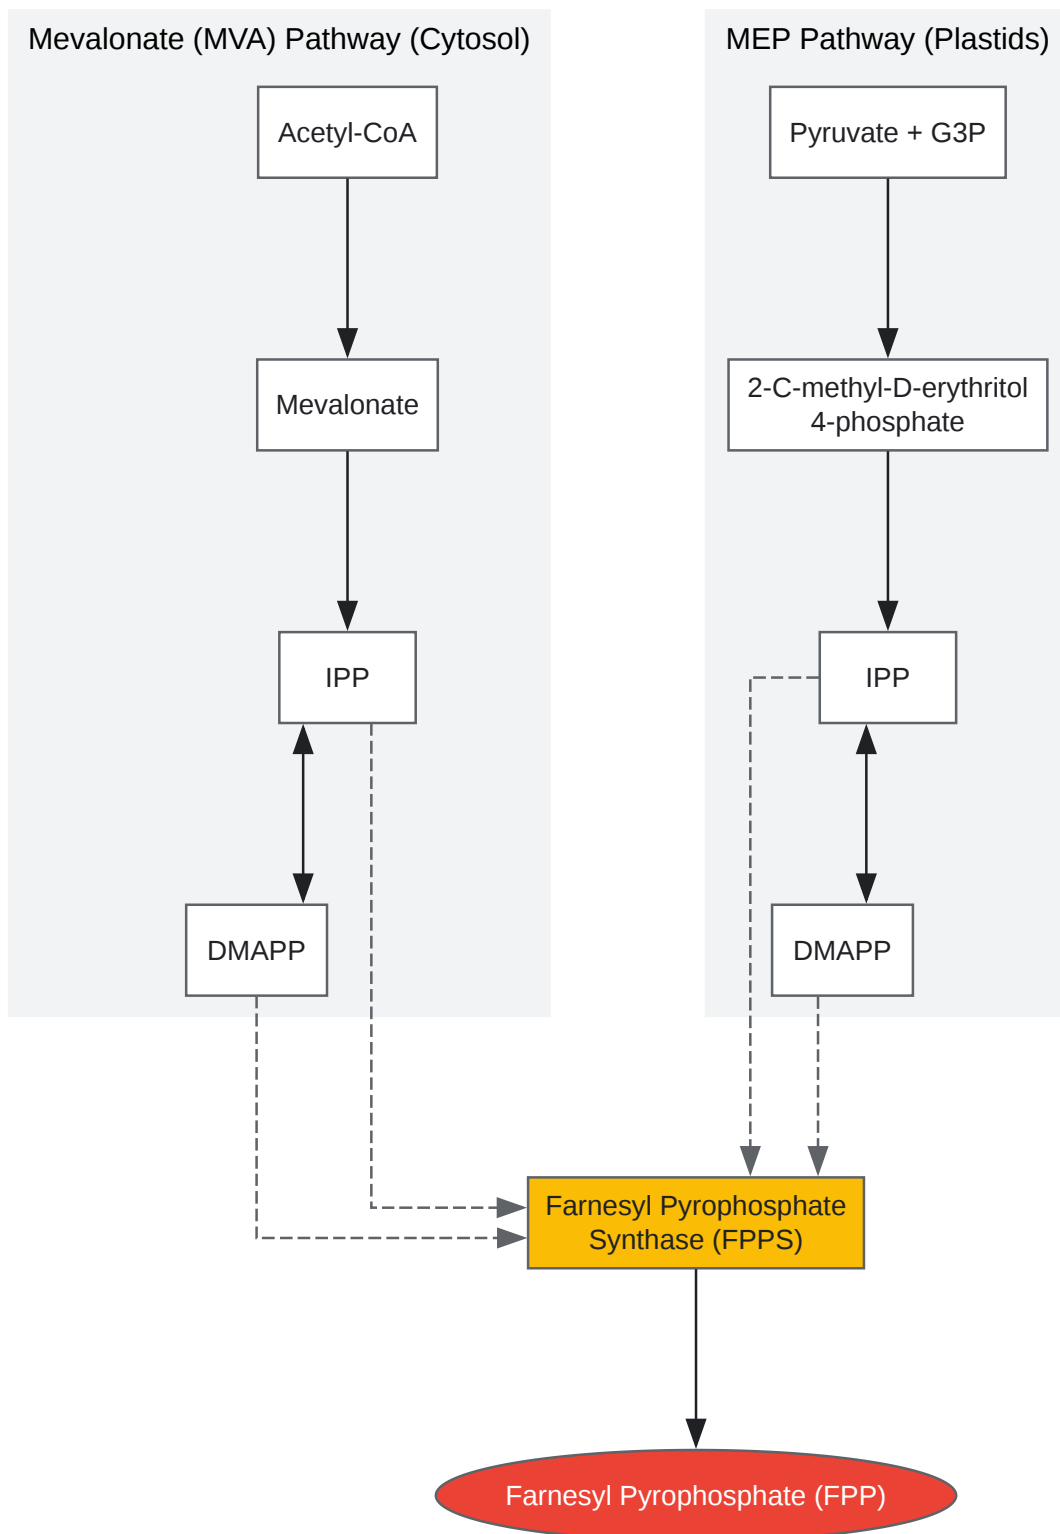 Mevalonate (MVA) Pathway (Cytosol)
Acetyl-CoA
Mevalonate
IPP
DMAPP
MEP Pathway (Plastids)
Pyruvate + G3P
2-C-methyl-D-erythritol
4-phosphate
IPP
DMAPP
Farnesyl Pyrophosphate
Synthase (FPPS)
Farnesyl Pyrophosphate (FPP)